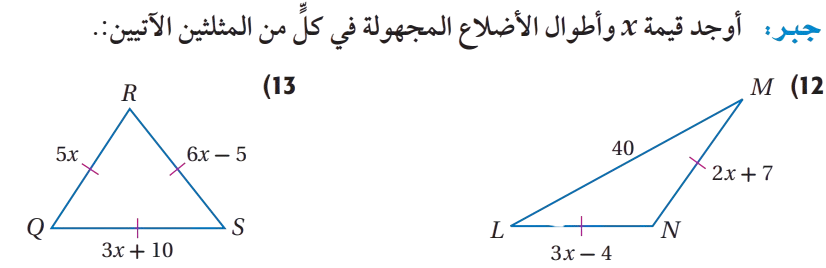 جبر: أوجد قيمة x وأطوال الأضلاع المجهولة في كلٍّ من المثلثين الآتيين:.
(12
M
40
2x + 7
L
N
3x − 4
(13
R
5x
6x − 5
Q
S
3x + 10